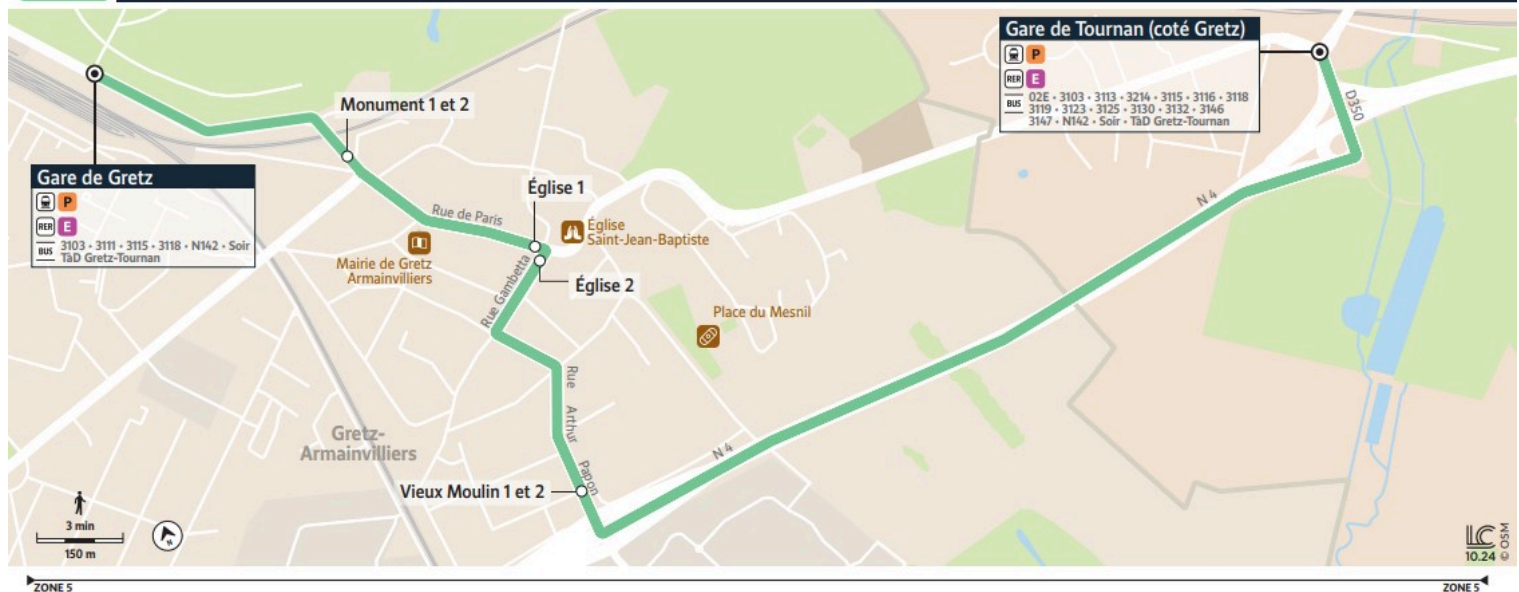 Gare de Tournan (coté Gretz)
P
RER E
BUS 02E • 3103 • 3113 • 3214 • 3115 • 3116 • 3118
3119 • 3123 • 3125 • 3130 • 3132 • 3146
3147 • N142 • Soir • TàD Gretz-Tournan
D350
Monument 1 et 2
Gare de Gretz
P
RER E
BUS 3103 • 3111 • 3115 • 3118 • N142 • Soir
TàD Gretz-Tournan
Église 1
Rue de Paris
Église
Saint-Jean-Baptiste
Mairie de Gretz
Armainvilliers
Rue Gambetta
Église 2
N 4
Place du Mesnil
Rue Arthur Papon
Gretz-
Armainvilliers
N 4
Vieux Moulin 1 et 2
3 min
150 m
N
LC
10.24 © OSM
ZONE 5
ZONE 5